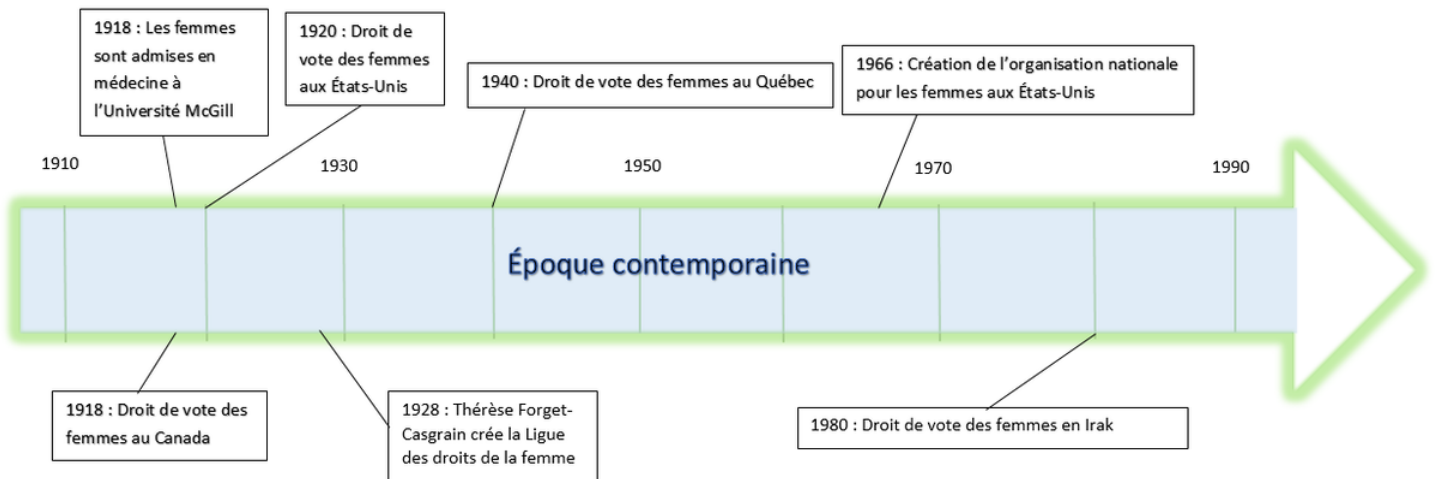 1918 : Les femmes
sont admises en
médecine à
l'Université McGill
1920 : Droit de
vote des femmes
aux États-Unis
1940 : Droit de vote des femmes au Québec
1966 : Création de l'organisation nationale
pour les femmes aux États-Unis
1910
1930
1950
1970
1990
Époque contemporaine
1918 : Droit de vote des
femmes au Canada
1928 : Thérèse Forget-
Casgrain crée la Ligue
des droits de la femme
1980 : Droit de vote des femmes en Irak